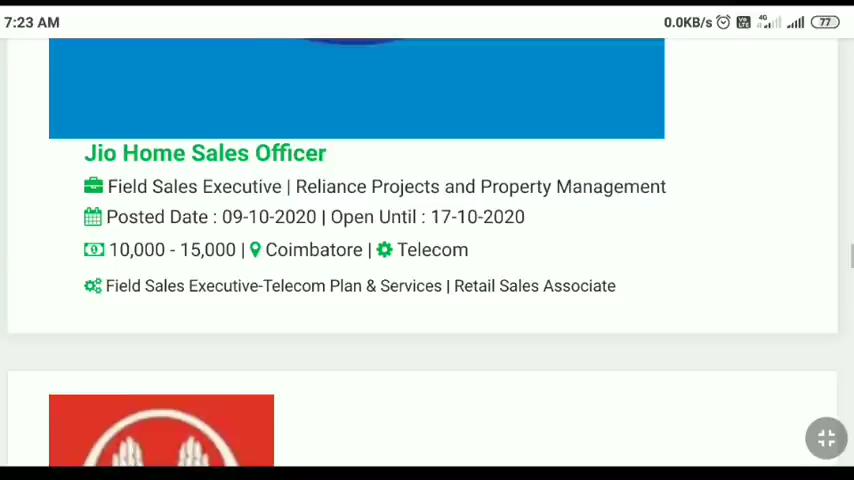 7:23 AM 0.0KB/s 4G 77
Jio Home Sales Officer
Field Sales Executive | Reliance Projects and Property Management
Posted Date : 09-10-2020 | Open Until : 17-10-2020
10,000 - 15,000 | Coimbatore | Telecom
Field Sales Executive-Telecom Plan & Services | Retail Sales Associate